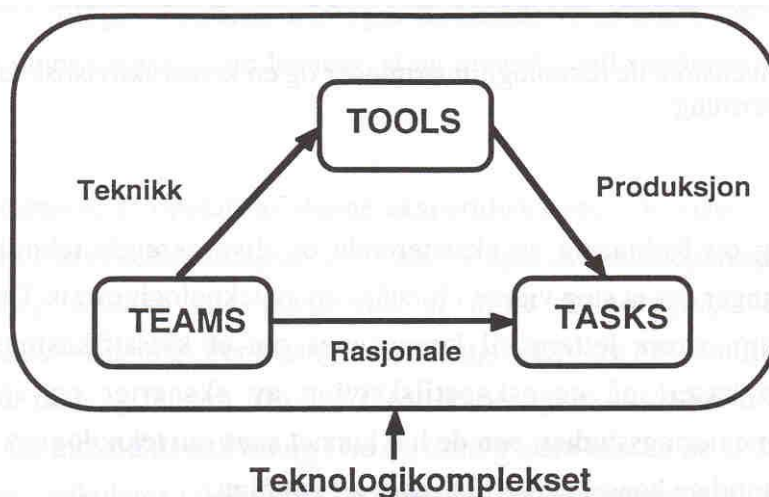 TOOLS
Teknikk
Produksjon
TEAMS
TASKS
Rasjonale
Teknologikomplekset